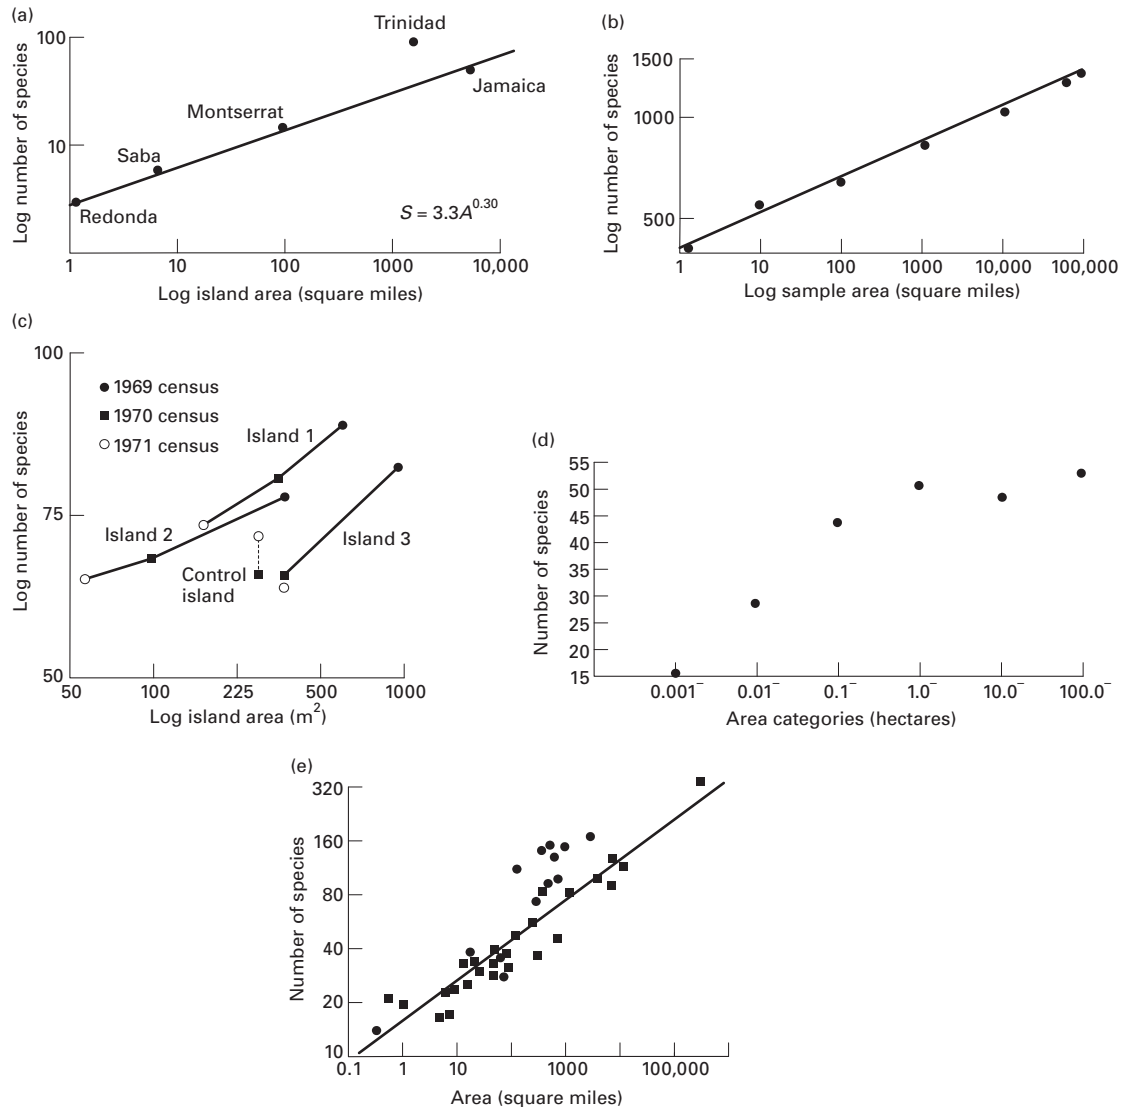 (a)
Log number of species
100
10
Trinidad
Jamaica
Montserrat
Saba
Redonda
S = 3.3A^0.30
1 10 100 1000 10,000
Log island area (square miles)
(b)
Log number of species
1500
1000
500
1 10 100 1000 10,000 100,000
Log sample area (square miles)
(c)
Log number of species
100
75
50
1969 census
1970 census
1971 census
Island 1
Island 2
Island 3
Control
island
50 100 225 500 1000
Log island area (m²)
(d)
Number of species
55
50
45
40
35
30
25
20
15
0.001⁻ 0.01⁻ 0.1⁻ 1.0⁻ 10.0⁻ 100.0⁻
Area categories (hectares)
(e)
Number of species
320
160
80
40
20
10
0.1 1 10 1000 100,000
Area (square miles)